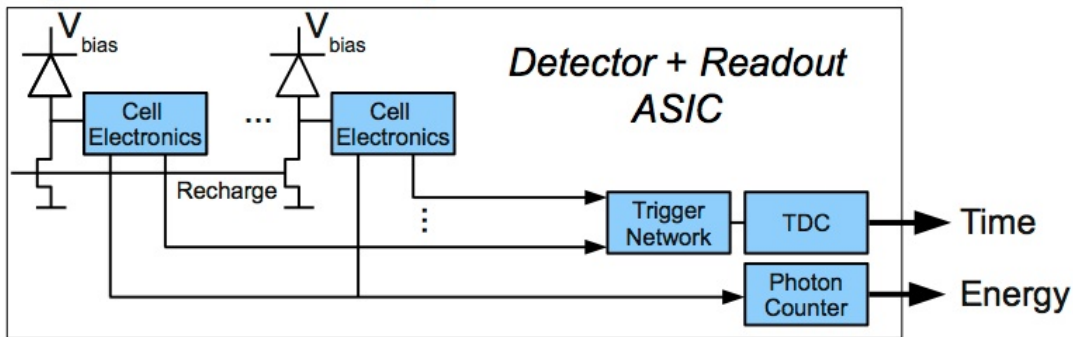 V bias
V bias
Detector + Readout
ASIC
Cell
Electronics
...
Cell
Electronics
Recharge
...
Trigger
Network
TDC
Time
Photon
Counter
Energy